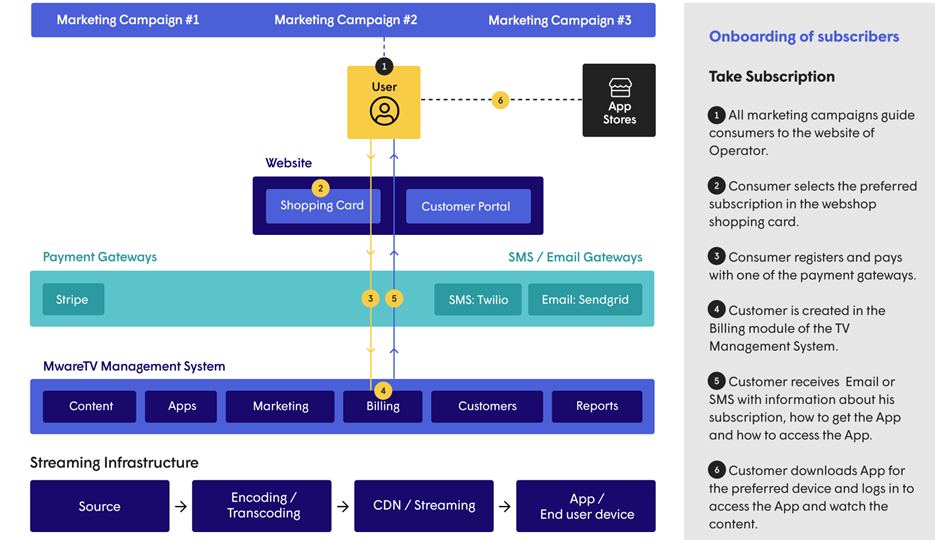 Marketing Campaign #1 Marketing Campaign #2 Marketing Campaign #3
1
User
6
App
Stores
Website
2
Shopping Card
Customer Portal
Payment Gateways
SMS / Email Gateways
Stripe
3
5
SMS: Twilio
Email: Sendgrid
MwareTV Management System
4
Content
Apps
Marketing
Billing
Customers
Reports
Streaming Infrastructure
Source
Encoding /
Transcoding
CDN / Streaming
App /
End user device
Onboarding of subscribers
Take Subscription
1 All marketing campaigns guide
consumers to the website of
Operator.
2 Consumer selects the preferred
subscription in the webshop
shopping card.
3 Consumer registers and pays
with one of the payment gateways.
4 Customer is created in the
Billing module of the TV
Management System.
5 Customer receives Email or
SMS with information about his
subscription, how to get the App
and how to access the App.
6 Customer downloads App for
the preferred device and logs in to
access the App and watch the
content.